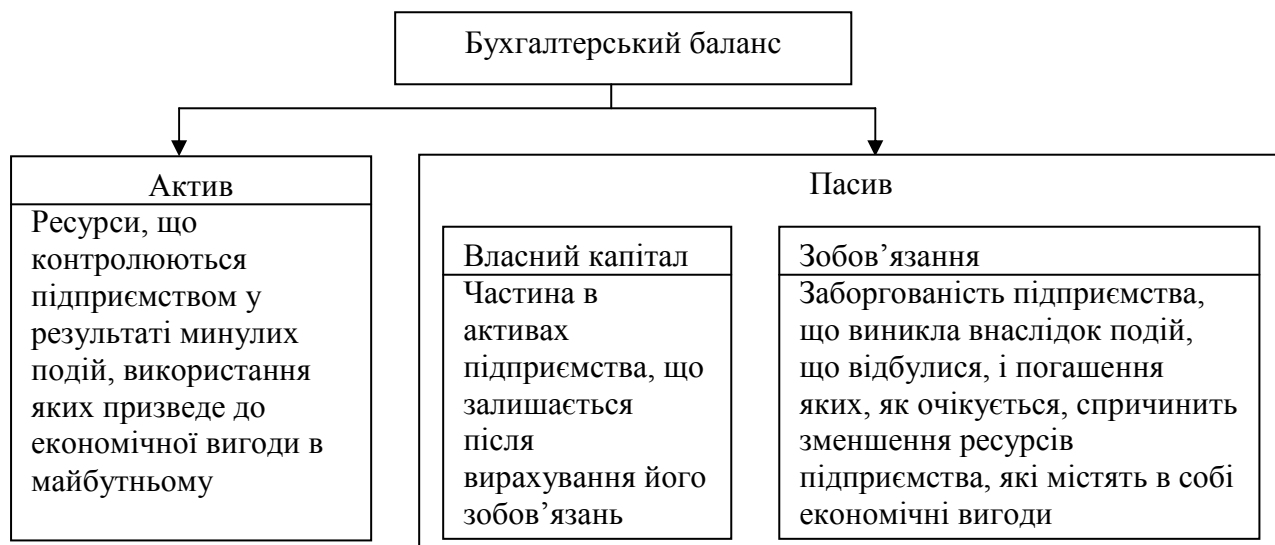 Бухгалтерський баланс
Актив
Ресурси, що
контролюються
підприємством у
результаті минулих
подій, використання
яких призведе до
економічної вигоди в
майбутньому
Пасив
Власний капітал
Частина в
активах
підприємства, що
залишається
після
вирахування його
зобов’язань
Зобов’язання
Заборгованість підприємства,
що виникла внаслідок подій,
що відбулися, і погашення
яких, як очікується, спричинить
зменшення ресурсів
підприємства, які містять в собі
економічні вигоди